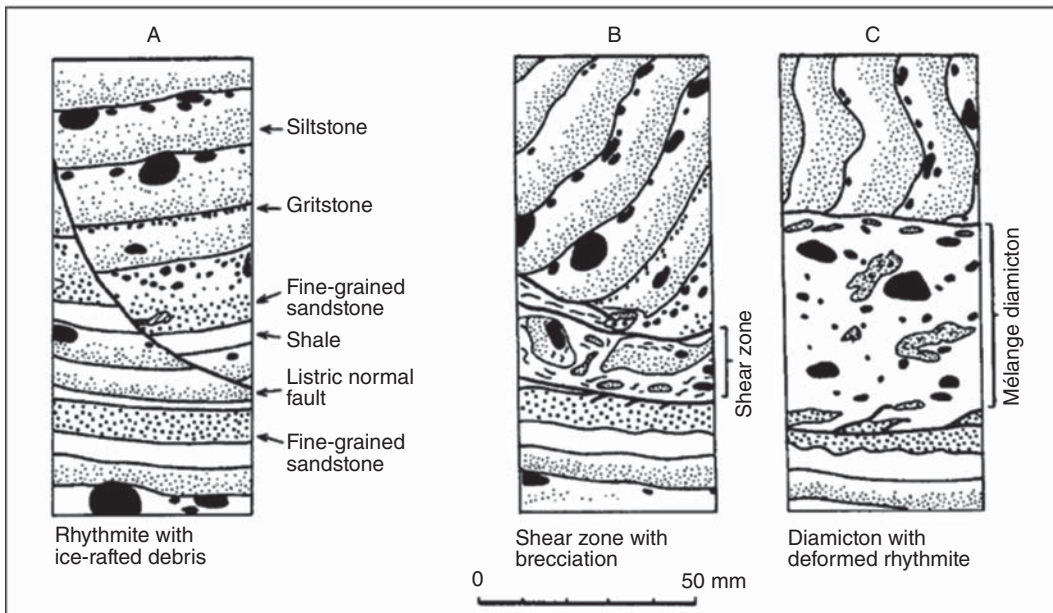 A
B
C
Siltstone
Gritstone
Fine-grained
sandstone
Shale
Listric normal
fault
Fine-grained
sandstone
Shear zone
Mélange diamicton
Rhythmite with
ice-rafted debris
Shear zone with
brecciation
Diamicton with
deformed rhythmite
0
50 mm